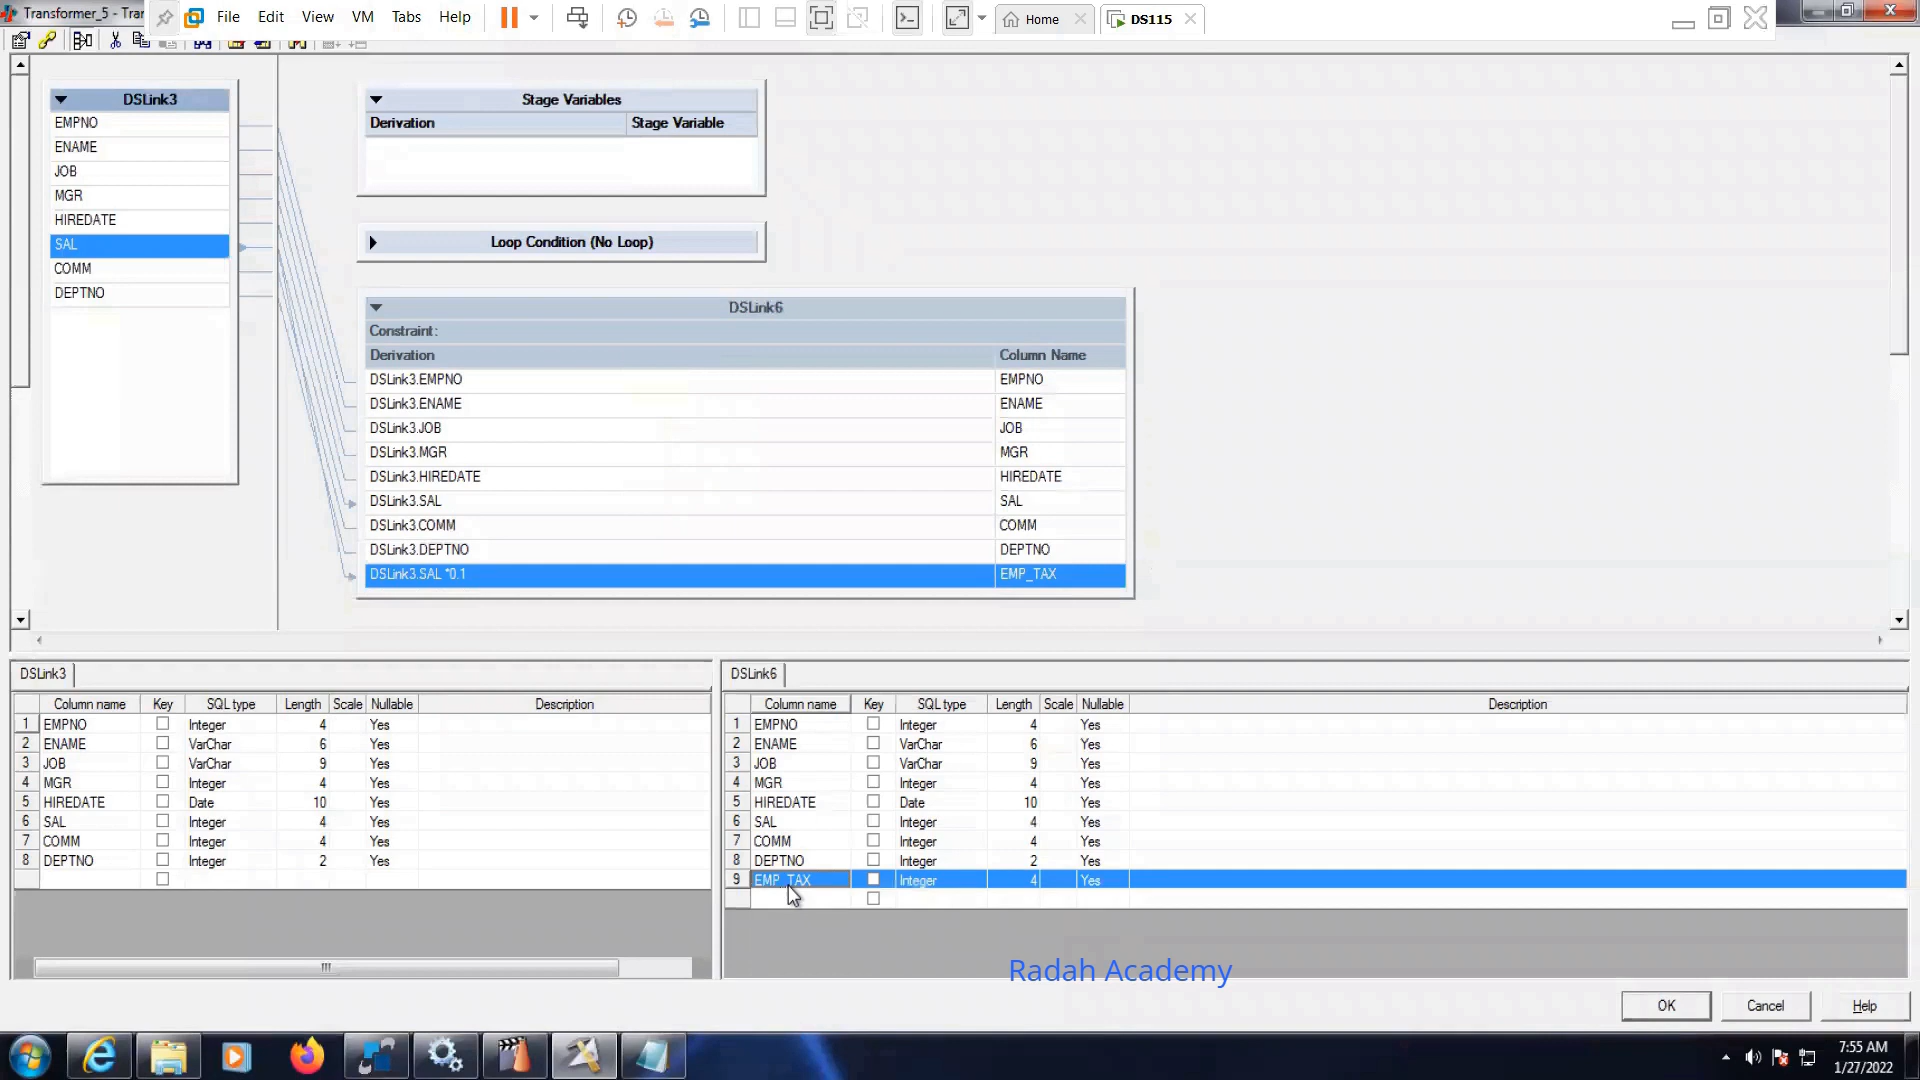 Transformer_5 - Tran
File Edit View VM Tabs Help
Home
DS115
DSLink3
EMPNO
ENAME
JOB
MGR
HIREDATE
SAL
COMM
DEPTNO
Stage Variables
Derivation Stage Variable
Loop Condition (No Loop)
DSLink6
Constraint:
Derivation Column Name
DSLink3.EMPNO EMPNO
DSLink3.ENAME ENAME
DSLink3.JOB JOB
DSLink3.MGR MGR
DSLink3.HIREDATE HIREDATE
DSLink3.SAL SAL
DSLink3.COMM COMM
DSLink3.DEPTNO DEPTNO
DSLink3.SAL *0.1 EMP_TAX
DSLink3
Column name Key SQL type Length Scale Nullable Description
1 EMPNO Integer 4 Yes
2 ENAME VarChar 6 Yes
3 JOB VarChar 9 Yes
4 MGR Integer 4 Yes
5 HIREDATE Date 10 Yes
6 SAL Integer 4 Yes
7 COMM Integer 4 Yes
8 DEPTNO Integer 2 Yes
DSLink6
Column name Key SQL type Length Scale Nullable Description
1 EMPNO Integer 4 Yes
2 ENAME VarChar 6 Yes
3 JOB VarChar 9 Yes
4 MGR Integer 4 Yes
5 HIREDATE Date 10 Yes
6 SAL Integer 4 Yes
7 COMM Integer 4 Yes
8 DEPTNO Integer 2 Yes
9 EMP_TAX Integer 4 Yes
Radah Academy
OK Cancel Help
7:55 AM
1/27/2022